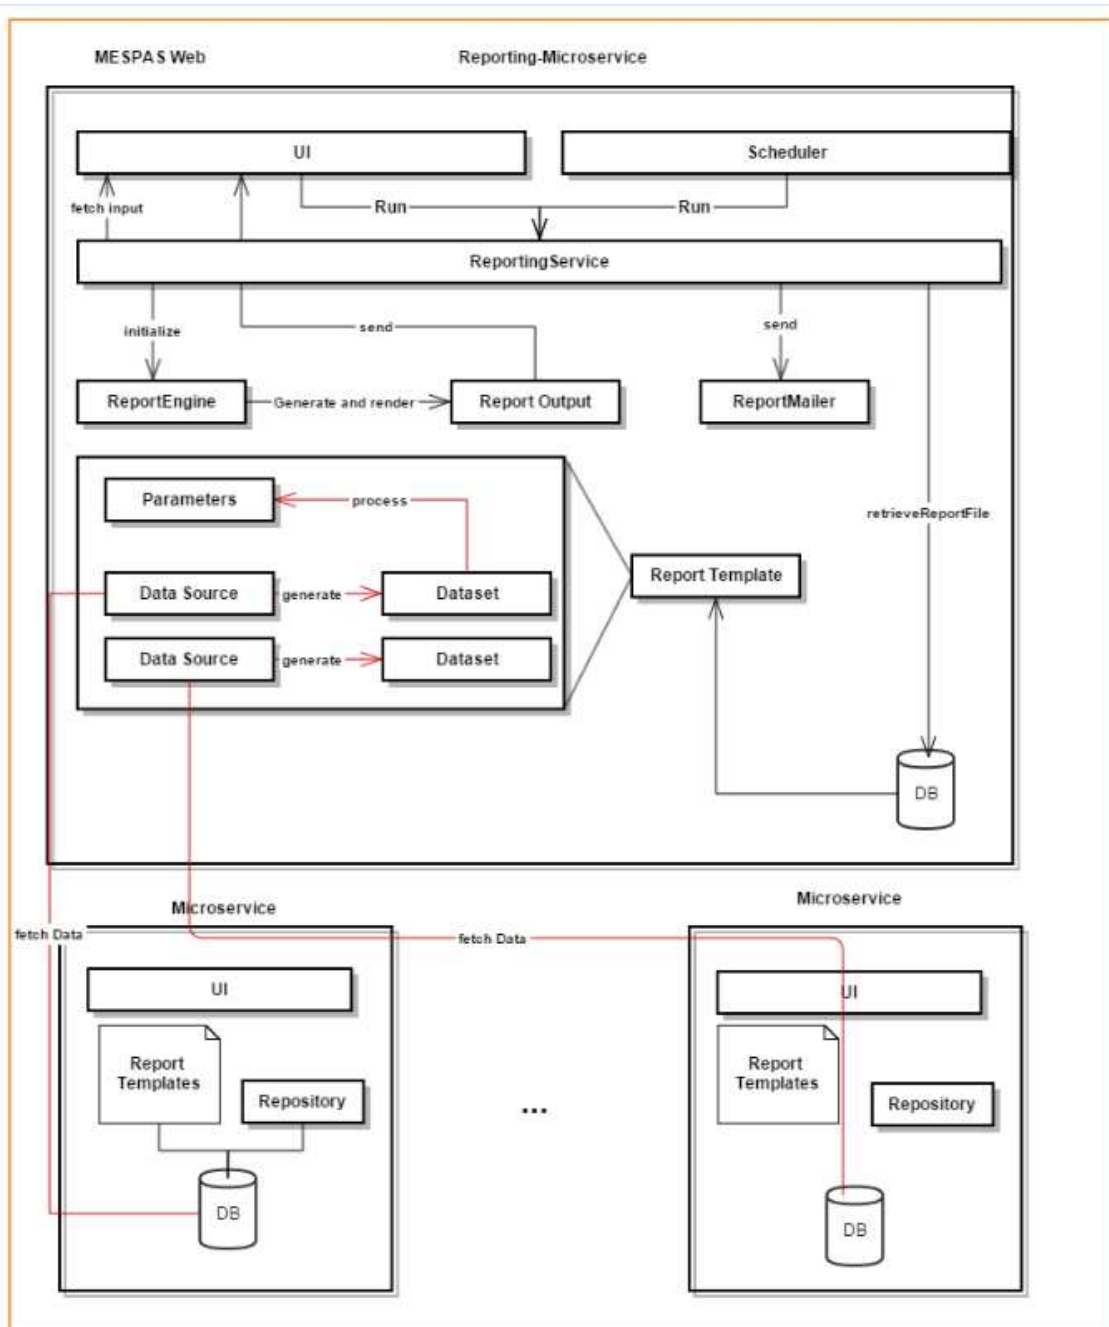 MESPAS Web
Reporting-Microservice
UI
Scheduler
fetch input
Run
Run
ReportingService
initialize
send
send
ReportEngine
Generate and render
Report Output
ReportMailer
Parameters
process
retrieveReportFile
Report Template
Data Source
generate
Dataset
Data Source
generate
Dataset
DB
Microservice
Microservice
fetch Data
fetch Data
UI
UI
Report
Templates
Report
Templates
Repository
Repository
...
DB
DB